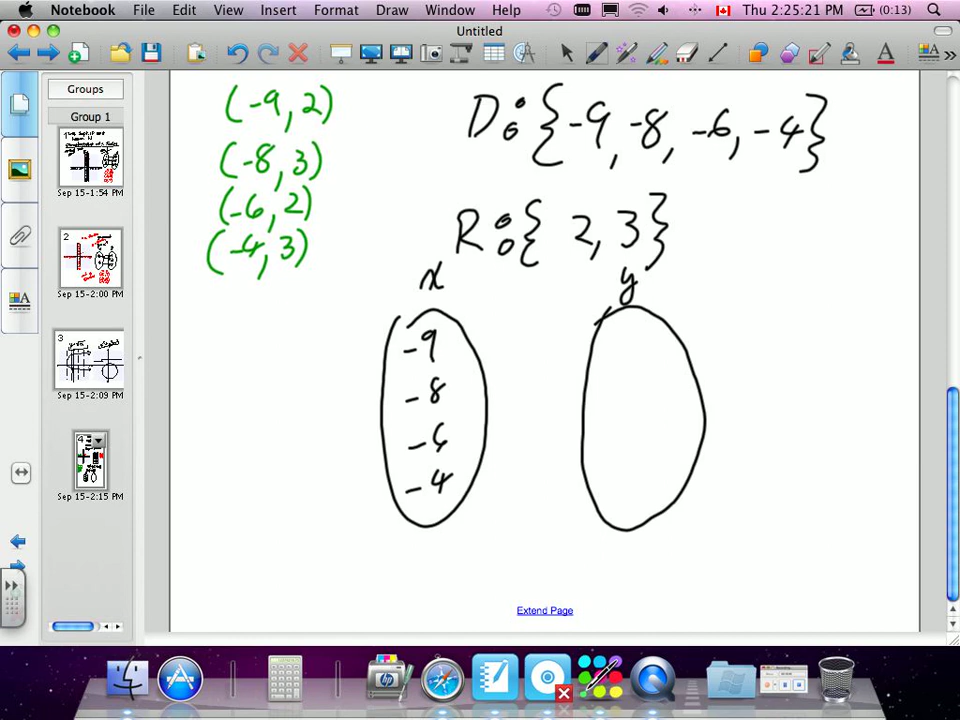 Notebook File Edit View Insert Format Draw Window Help Thu 2:25:21 PM (0:13)
Untitled
Groups
Group 1
Sep 15-1:54 PM
2
Sep 15-2:00 PM
3
Sep 15-2:09 PM
4
Sep 15-2:15 PM
(-9, 2)
(-8, 3)
(-6, 2)
(-4, 3)
D: {-9, -8, -6, -4}
R: { 2, 3}
x y
-9
-8
-6
-4
Extend Page